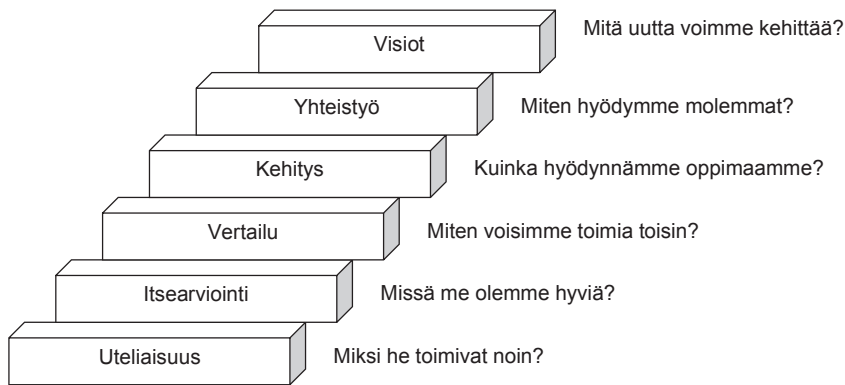 Visiot
Mitä uutta voimme kehittää?
Yhteistyö
Miten hyödymme molemmat?
Kehitys
Kuinka hyödynnämme oppimaamme?
Vertailu
Miten voisimme toimia toisin?
Itsearviointi
Missä me olemme hyviä?
Uteliaisuus
Miksi he toimivat noin?